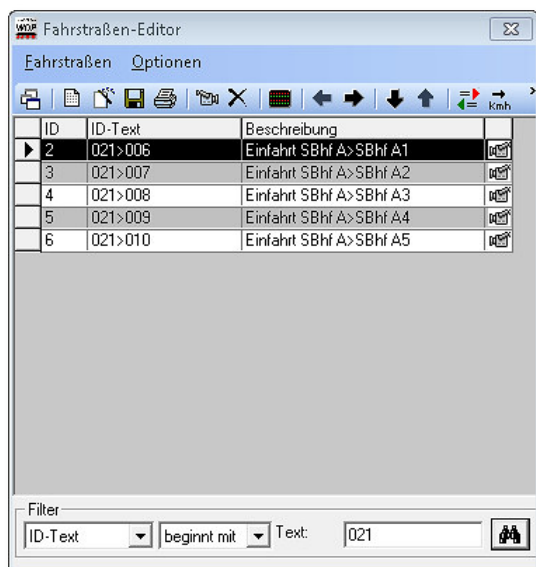 WDP Fahrstraßen-Editor
Fahrstraßen Optionen
Kmh
ID ID-Text Beschreibung
2 021>006 Einfahrt SBhf A>SBhf A1
3 021>007 Einfahrt SBhf A>SBhf A2
4 021>008 Einfahrt SBhf A>SBhf A3
5 021>009 Einfahrt SBhf A>SBhf A4
6 021>010 Einfahrt SBhf A>SBhf A5
Filter
ID-Text beginnt mit Text: 021